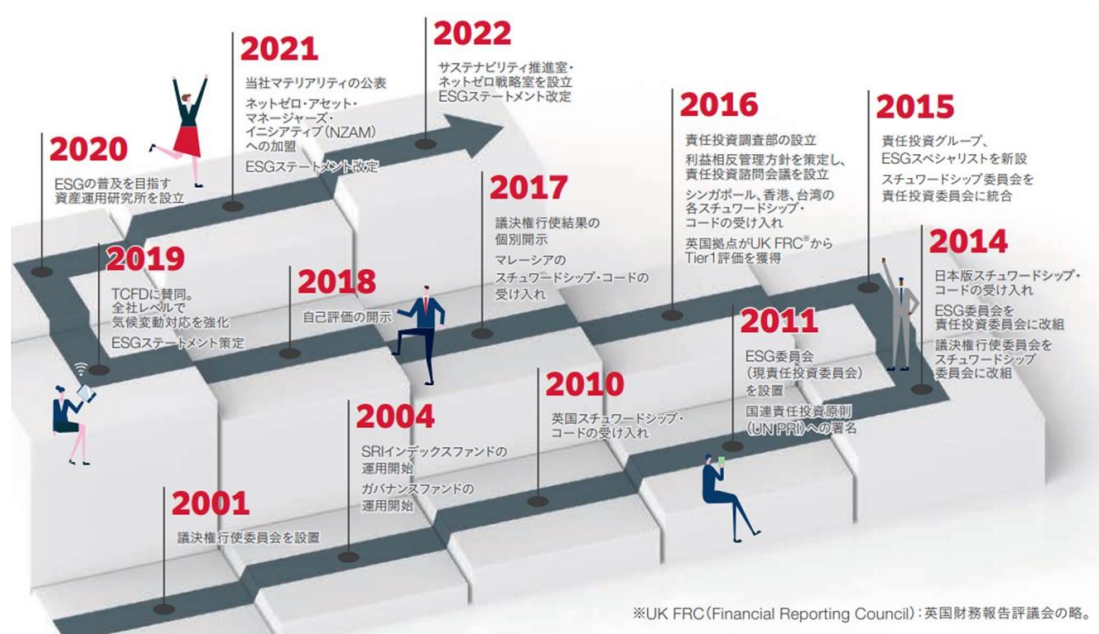 2021
当社マテリアリティの公表
ネットゼロ・アセット・
マネージャーズ・
イニシアティブ(NZAM)
への加盟
ESGステートメント改定
2022
サステナビリティ推進室・
ネットゼロ戦略室を設立
ESGステートメント改定
2020
ESGの普及を目指す
資産運用研究所を設立
2016
責任投資調査部の設立
利益相反管理方針を策定し、
責任投資諮問会議を設立
シンガポール、香港、台湾の
各スチュワードシップ・
コードの受け入れ
英国拠点がUK FRC※から
Tier1評価を獲得
2015
責任投資グループ、
ESGスペシャリストを新設
スチュワードシップ委員会を
責任投資委員会に統合
2017
議決権行使結果の
個別開示
マレーシアの
スチュワードシップ・コードの
受け入れ
2019
TCFDに賛同。
全社レベルで
気候変動対応を強化
ESGステートメント策定
2018
自己評価の開示
2014
日本版スチュワードシップ・
コードの受け入れ
ESG委員会を
責任投資委員会に改組
議決権行使委員会を
スチュワードシップ
委員会に改組
2011
ESG委員会
(現責任投資委員会)
を設置
国連責任投資原則
(UN PRI)への署名
2010
英国スチュワードシップ・
コードの受け入れ
2004
SRIインデックスファンドの
運用開始
ガバナンスファンドの
運用開始
2001
議決権行使委員会を設置
※UK FRC(Financial Reporting Council):英国財務報告評議会の略。